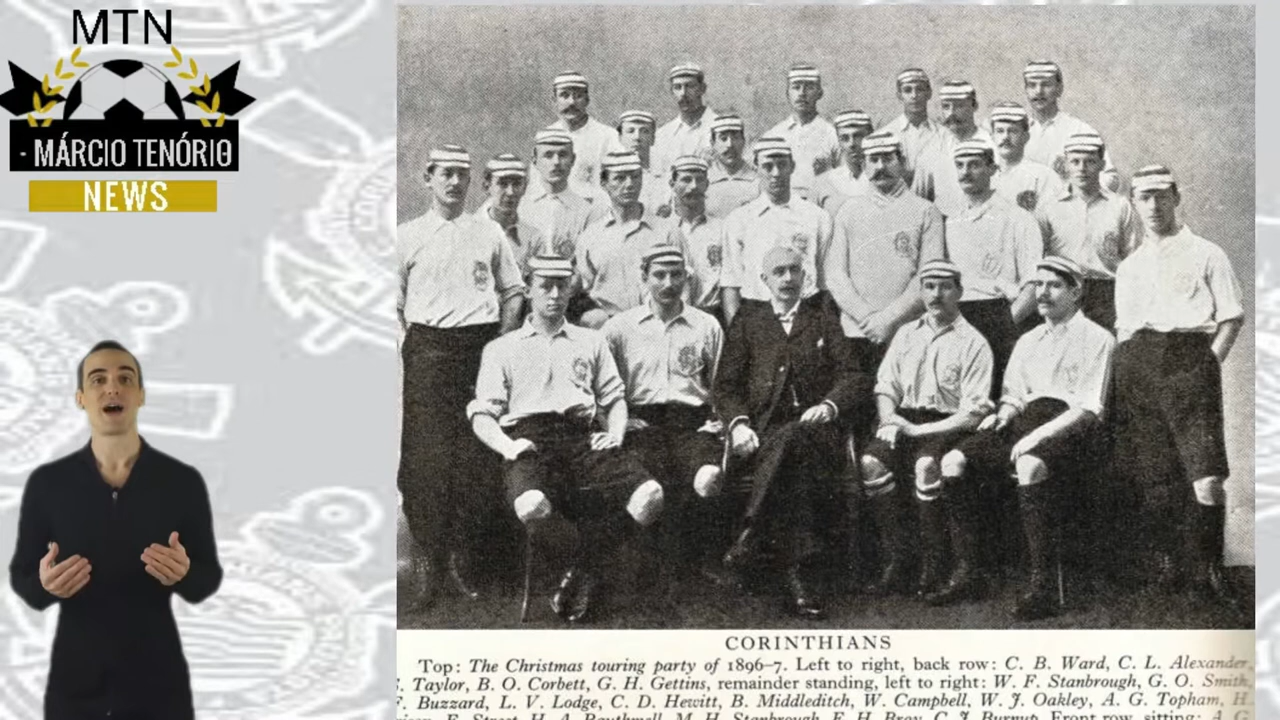 MTN
- MÁRCIO TENÓRIO
NEWS
CORINTHIANS
Top: The Christmas touring party of 1896–7. Left to right, back row: C. B. Ward, C. L. Alexander,
Taylor, B. O. Corbett, G. H. Gettins, remainder standing, left to right: W. F. Stanbrough, G. O. Smith,
F. Buzzard, L. V. Lodge, C. D. Hewitt, B. Middleditch, W. Campbell, W. J. Oakley, A. G. Topham, H.